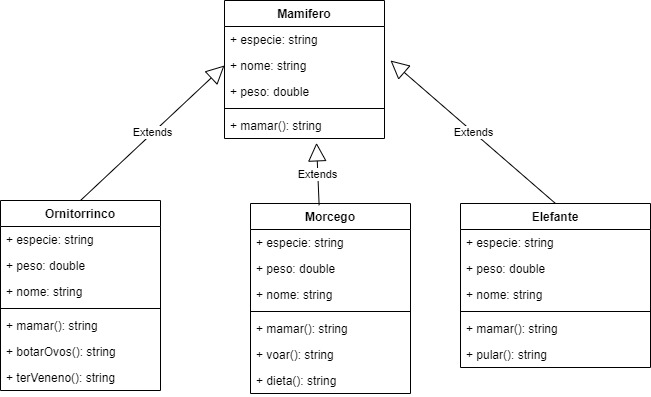 Mamifero
+ especie: string
+ nome: string
+ peso: double
+ mamar(): string
Extends
Extends
Extends
Ornitorrinco
+ especie: string
+ peso: double
+ nome: string
+ mamar(): string
+ botarOvos(): string
+ terVeneno(): string
Morcego
+ especie: string
+ peso: double
+ nome: string
+ mamar(): string
+ voar(): string
+ dieta(): string
Elefante
+ especie: string
+ peso: double
+ nome: string
+ mamar(): string
+ pular(): string